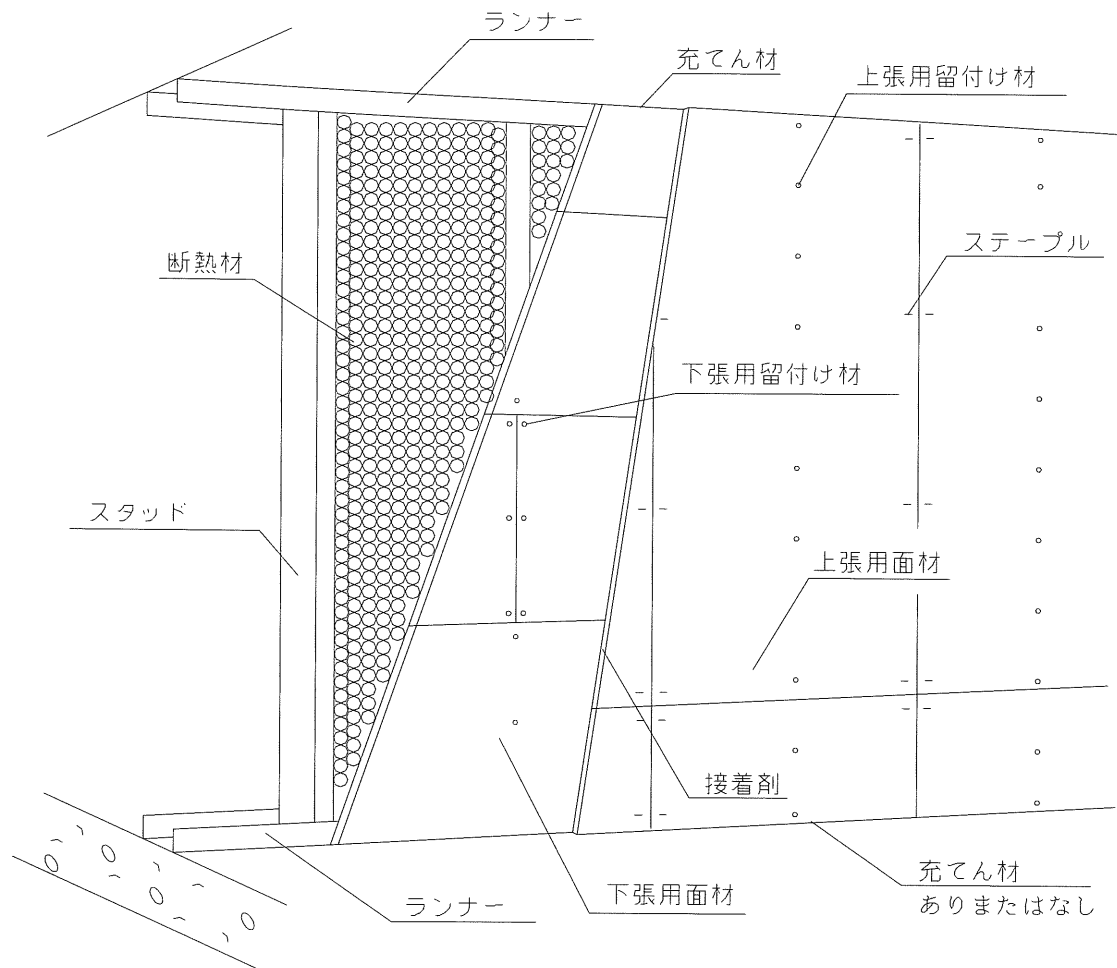 ランナー
充てん材
上張用留付け材
ステープル
断熱材
下張用留付け材
スタッド
上張用面材
接着剤
充てん材
ありまたはなし
下張用面材
ランナー